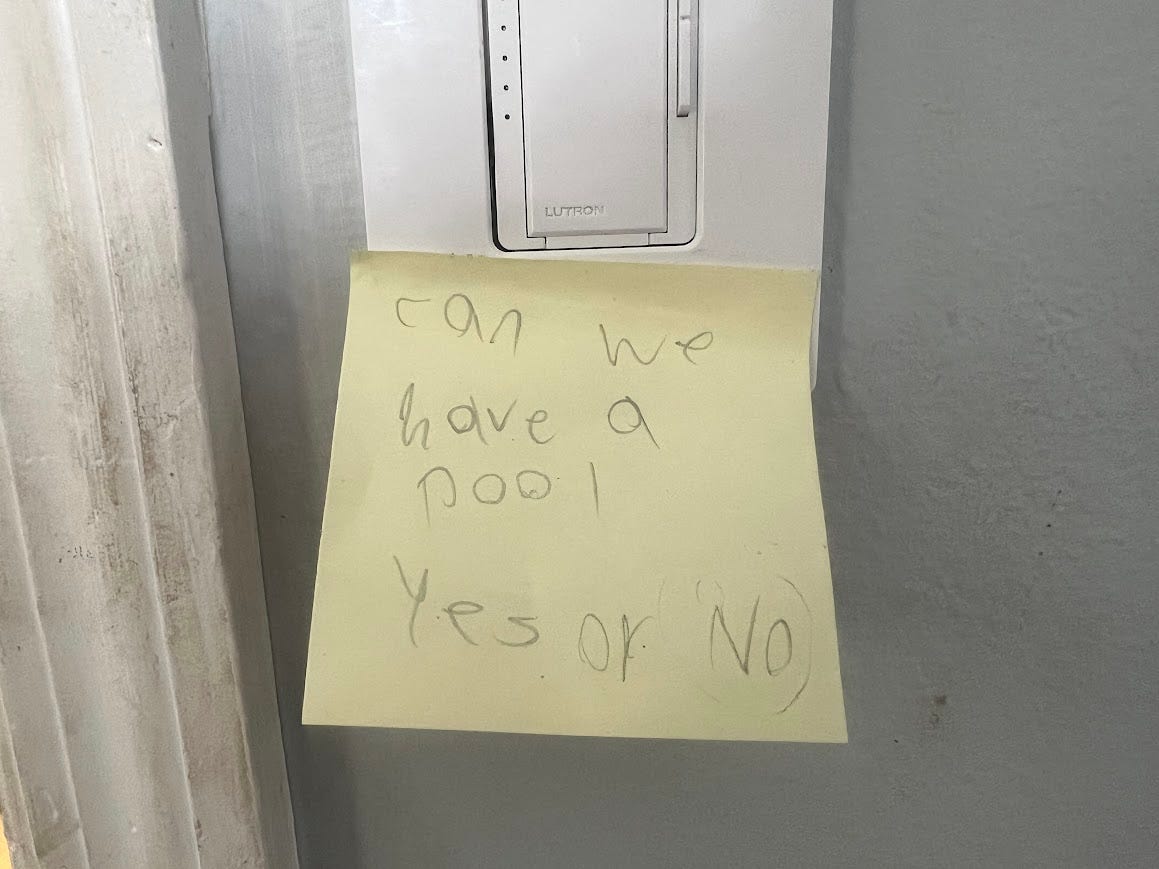 LUTRON
can we
have a
pool
Yes or No